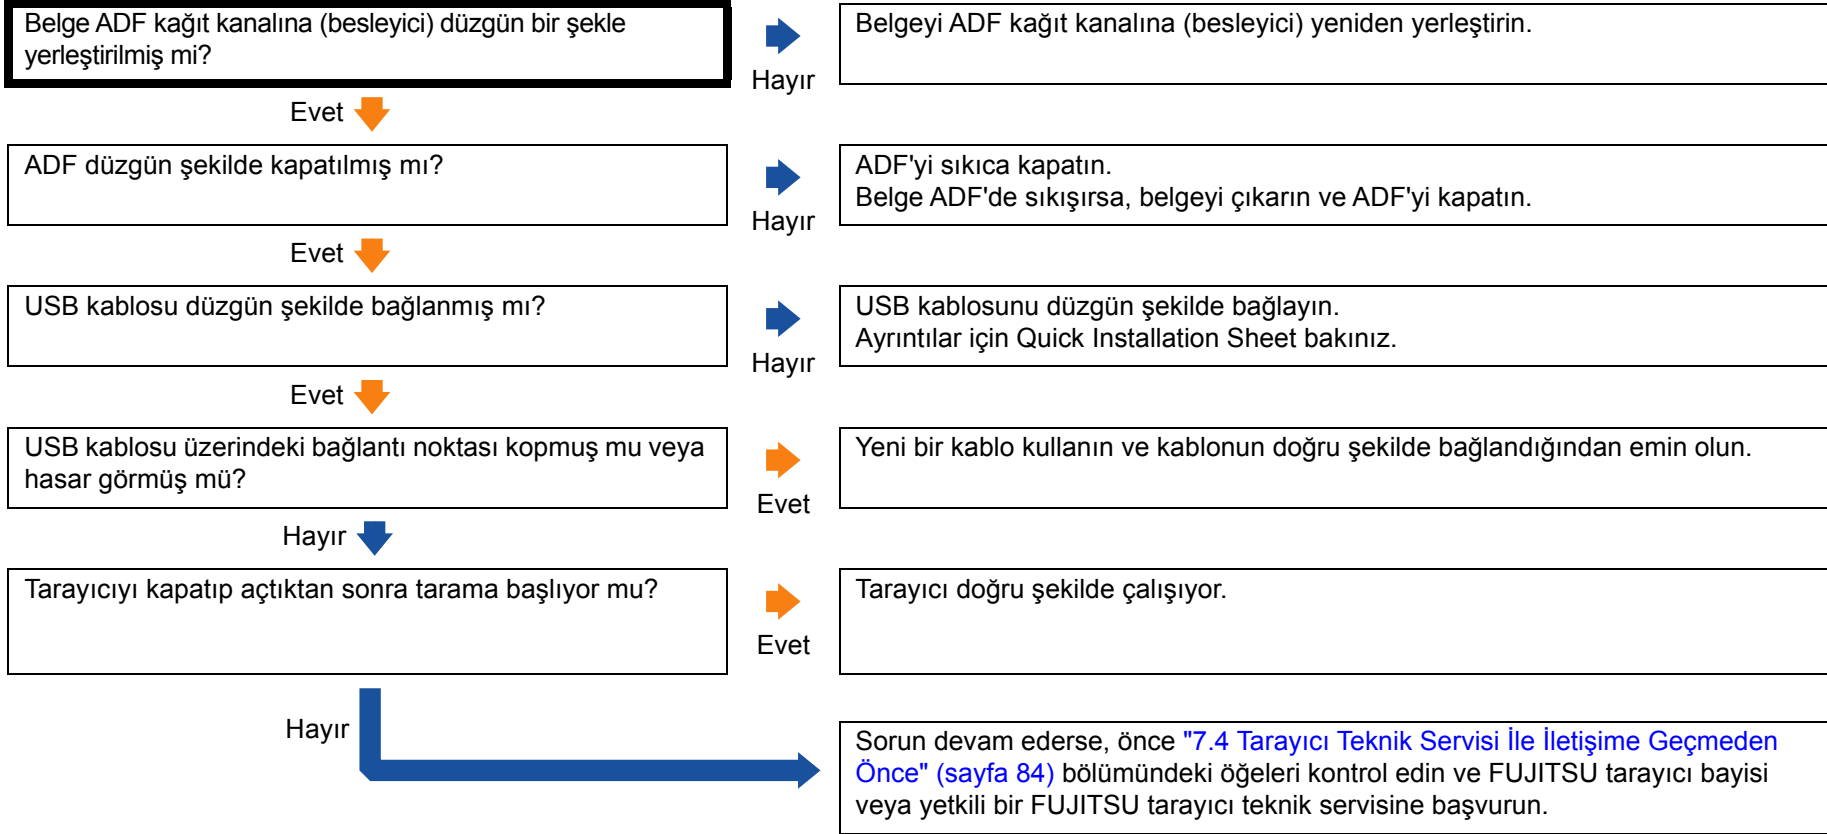 Belge ADF kağıt kanalına (besleyici) düzgün bir şekle
yerleştirilmiş mi?
Hayır
Belgeyi ADF kağıt kanalına (besleyici) yeniden yerleştirin.
Evet
ADF düzgün şekilde kapatılmış mı?
Hayır
ADF'yi sıkıca kapatın.
Belge ADF'de sıkışırsa, belgeyi çıkarın ve ADF'yi kapatın.
Evet
USB kablosu düzgün şekilde bağlanmış mı?
Hayır
USB kablosunu düzgün şekilde bağlayın.
Ayrıntılar için Quick Installation Sheet bakınız.
Evet
USB kablosu üzerindeki bağlantı noktası kopmuş mu veya
hasar görmüş mü?
Evet
Yeni bir kablo kullanın ve kablonun doğru şekilde bağlandığından emin olun.
Hayır
Tarayıcıyı kapatıp açtıktan sonra tarama başlıyor mu?
Evet
Tarayıcı doğru şekilde çalışıyor.
Hayır
Sorun devam ederse, önce "7.4 Tarayıcı Teknik Servisi İle İletişime Geçmeden
Önce" (sayfa 84) bölümündeki öğeleri kontrol edin ve FUJITSU tarayıcı bayisi
veya yetkili bir FUJITSU tarayıcı teknik servisine başvurun.